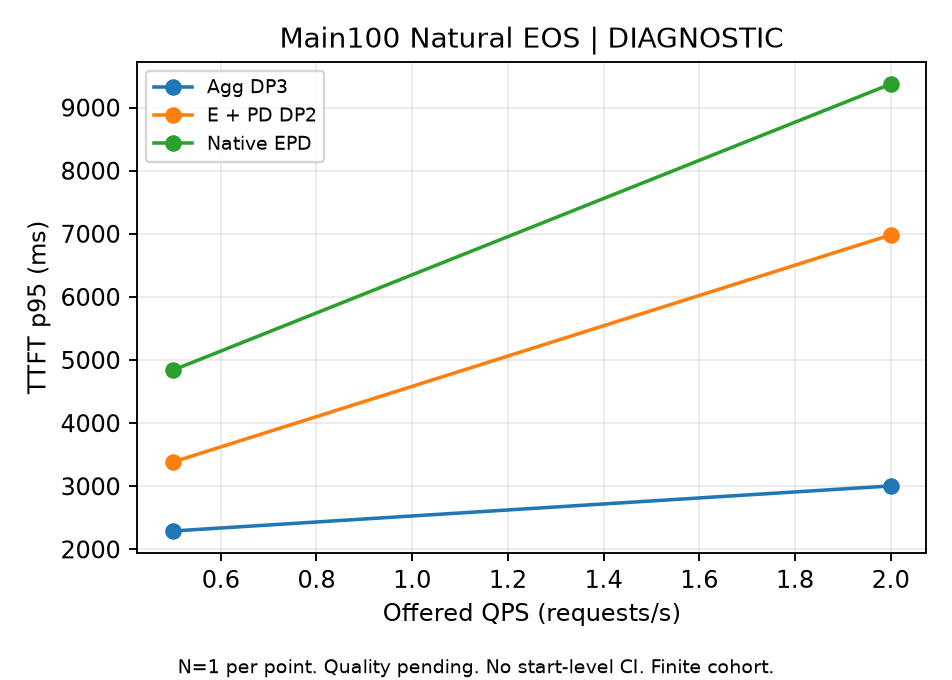 Main100 Natural EOS | DIAGNOSTIC
Agg DP3
E + PD DP2
Native EPD
TTFT p95 (ms)
9000
8000
7000
6000
5000
4000
3000
2000
0.6 0.8 1.0 1.2 1.4 1.6 1.8 2.0
Offered QPS (requests/s)
N=1 per point. Quality pending. No start-level CI. Finite cohort.